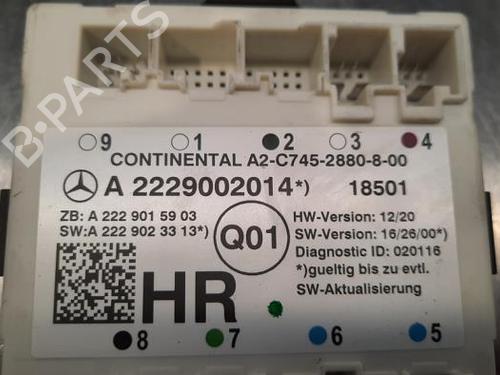 B-PARTS
9 1 2 3 4
CONTINENTAL A2-C745-2880-8-00
A 2229002014*) 18501
ZB: A 222 901 59 03
SW:A 222 902 33 13*)
Q01
HW-Version: 12/20
SW-Version: 16/26/00*)
Diagnostic ID: 020116
*)gueltig bis zu evtl.
SW-Aktualisierung
HR
8 7 6 5